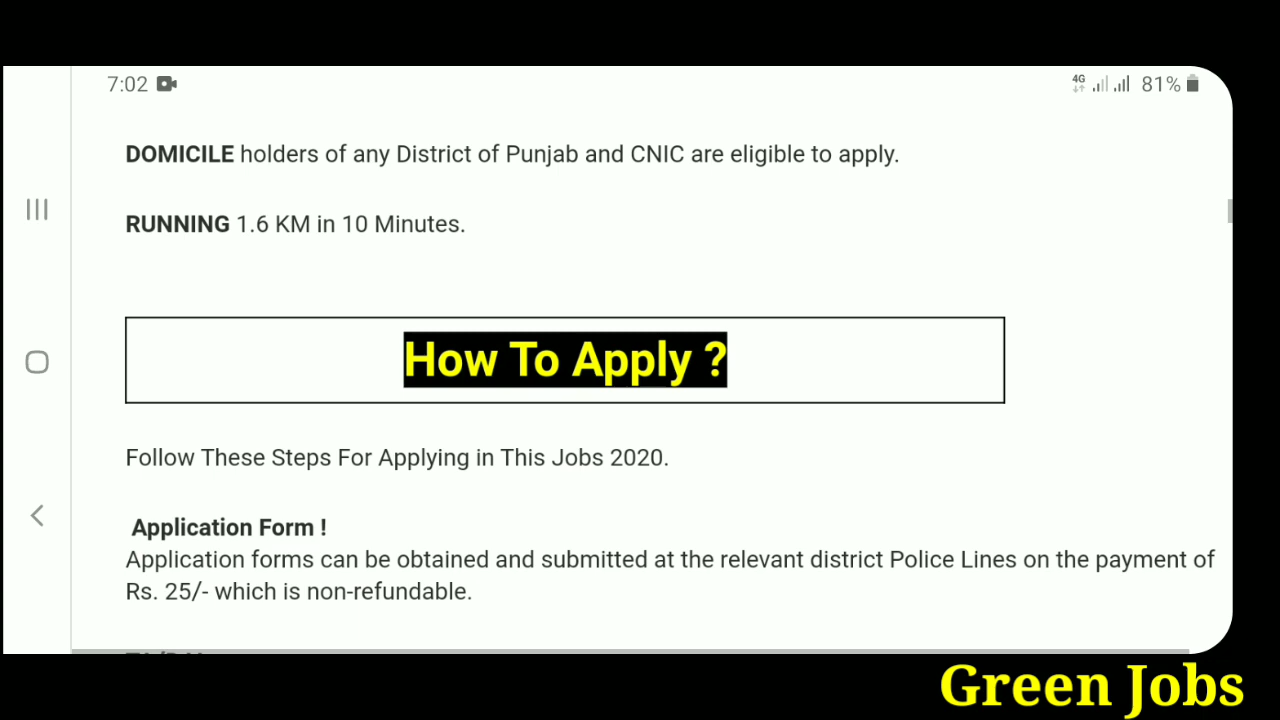 7:02 4G 81%
DOMICILE holders of any District of Punjab and CNIC are eligible to apply.
RUNNING 1.6 KM in 10 Minutes.
How To Apply ?
Follow These Steps For Applying in This Jobs 2020.
Application Form !
Application forms can be obtained and submitted at the relevant district Police Lines on the payment of
Rs. 25/- which is non-refundable.
Green Jobs